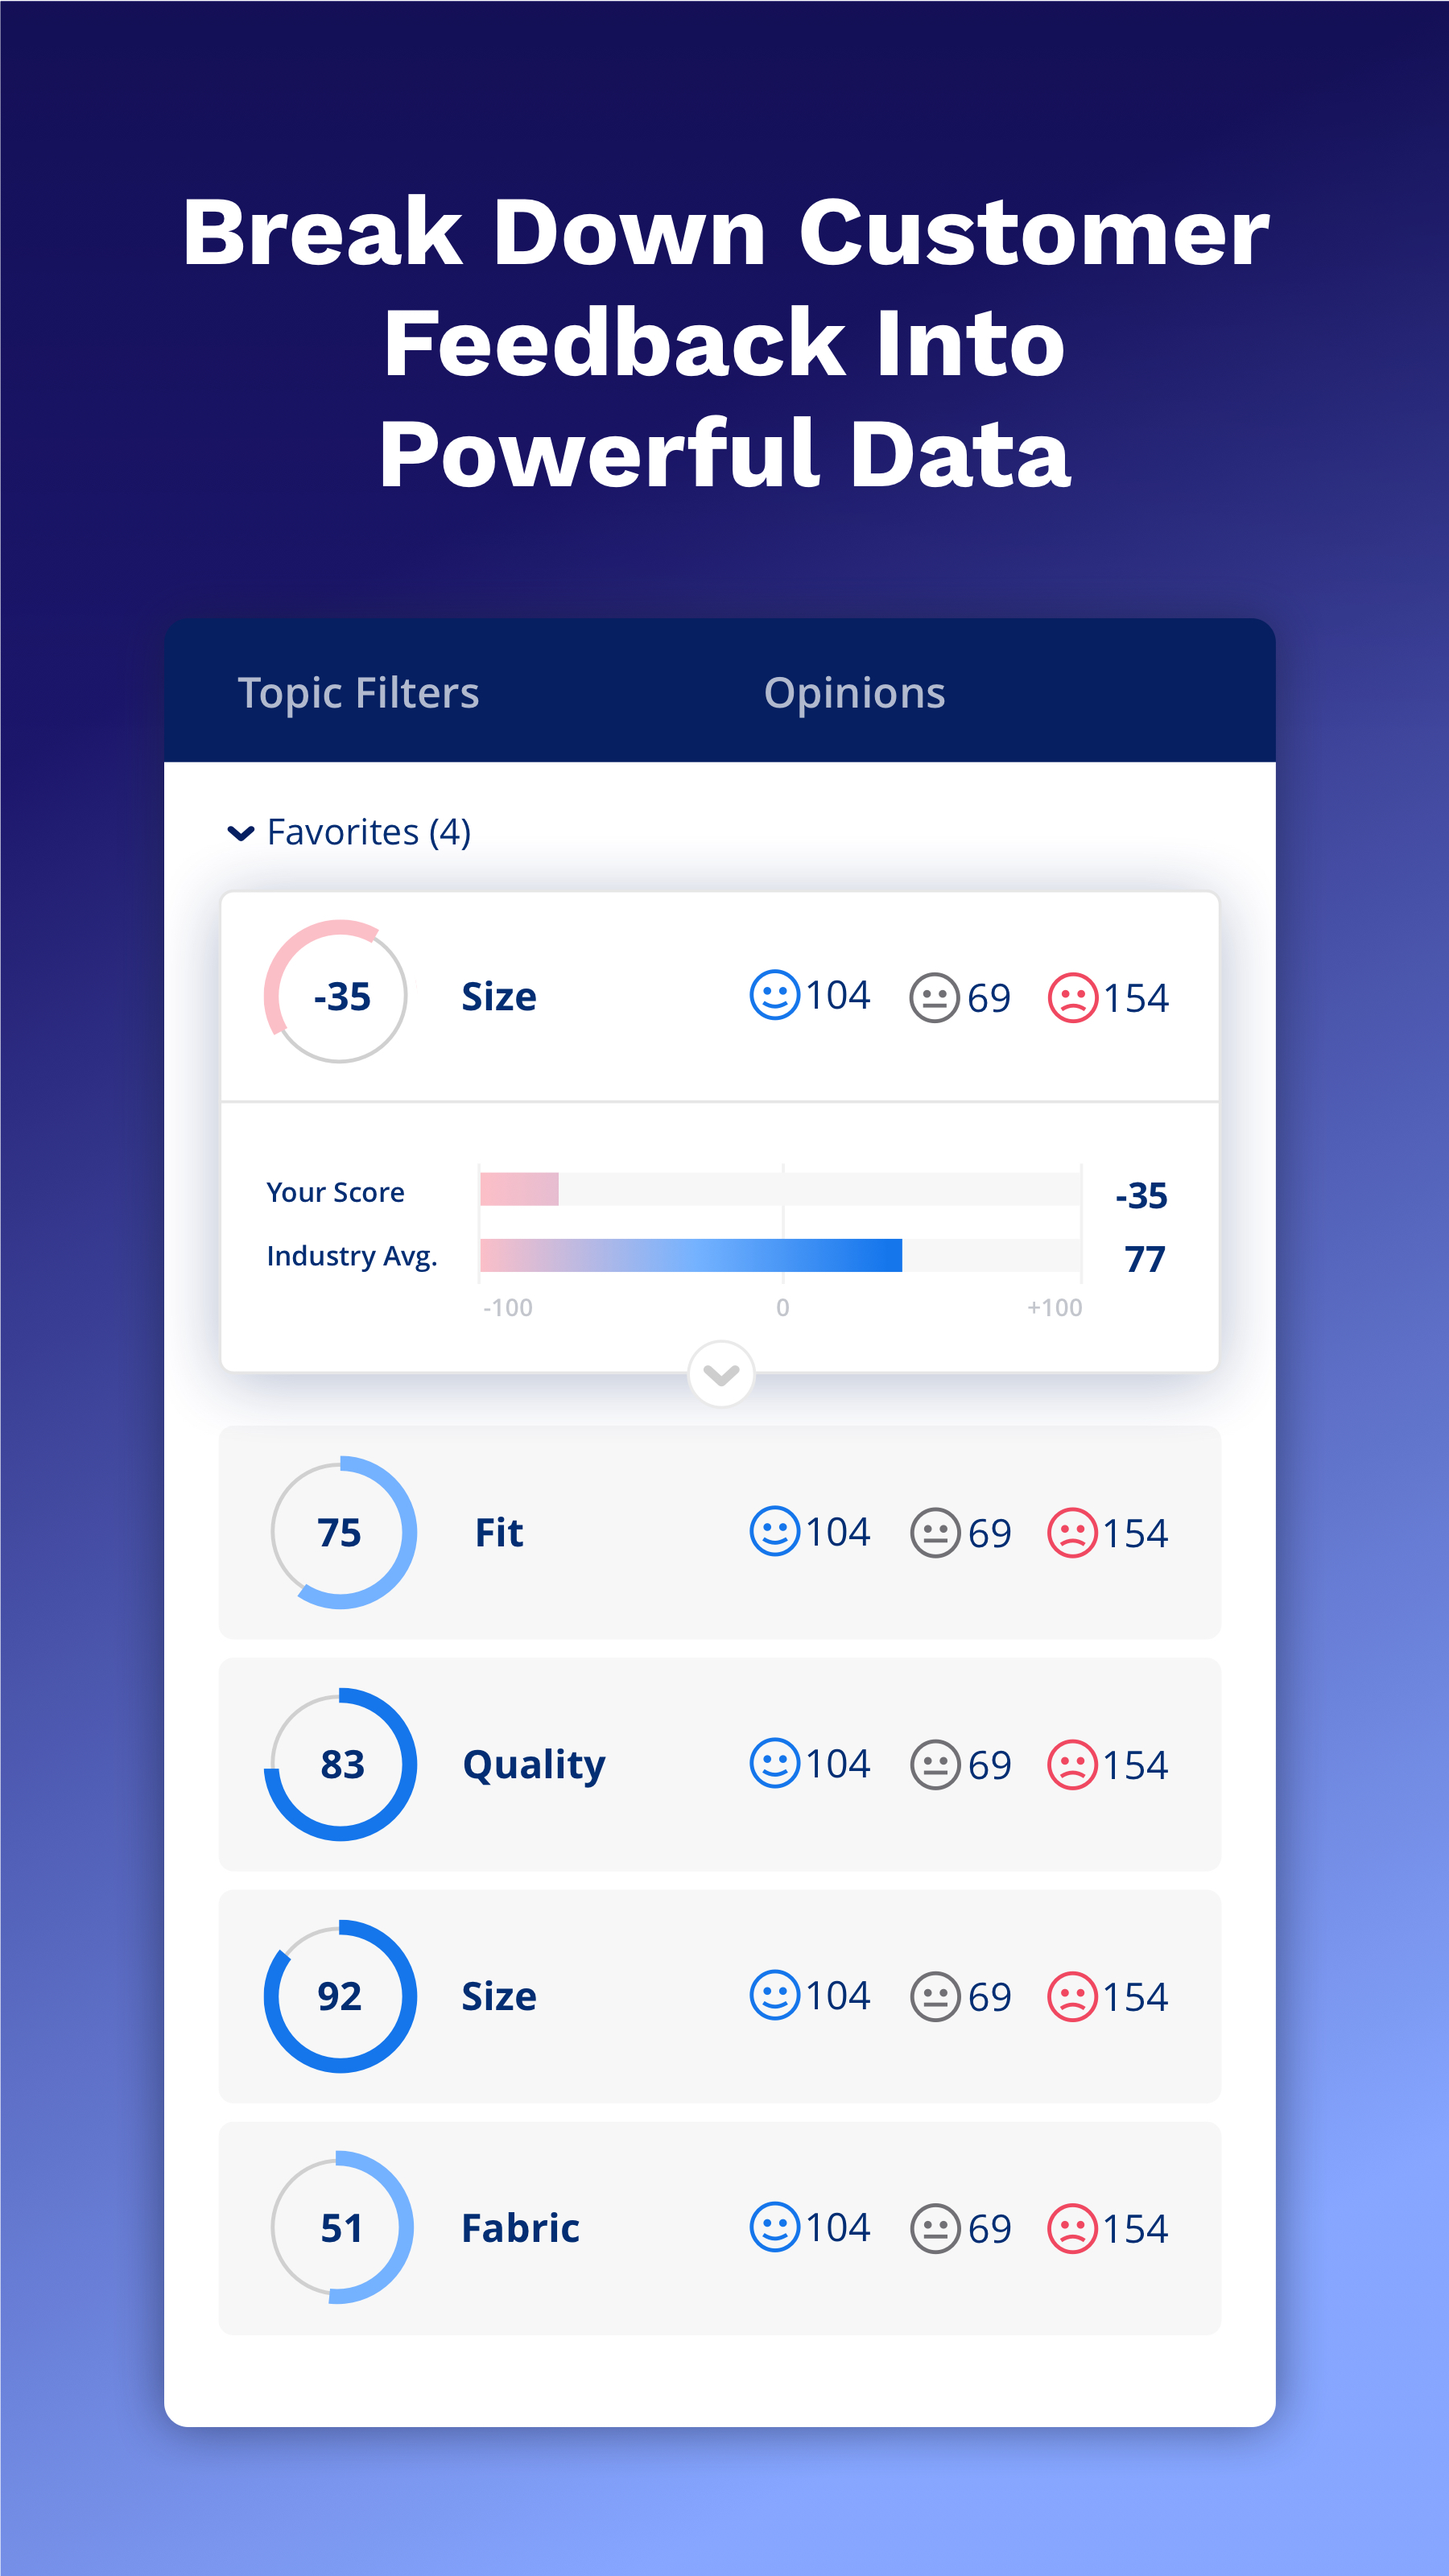 Break Down Customer
Feedback Into
Powerful Data
Topic Filters Opinions
Favorites (4)
-35 Size 104 69 154
Your Score -35
Industry Avg. 77
-100 0 +100
75 Fit 104 69 154
83 Quality 104 69 154
92 Size 104 69 154
51 Fabric 104 69 154